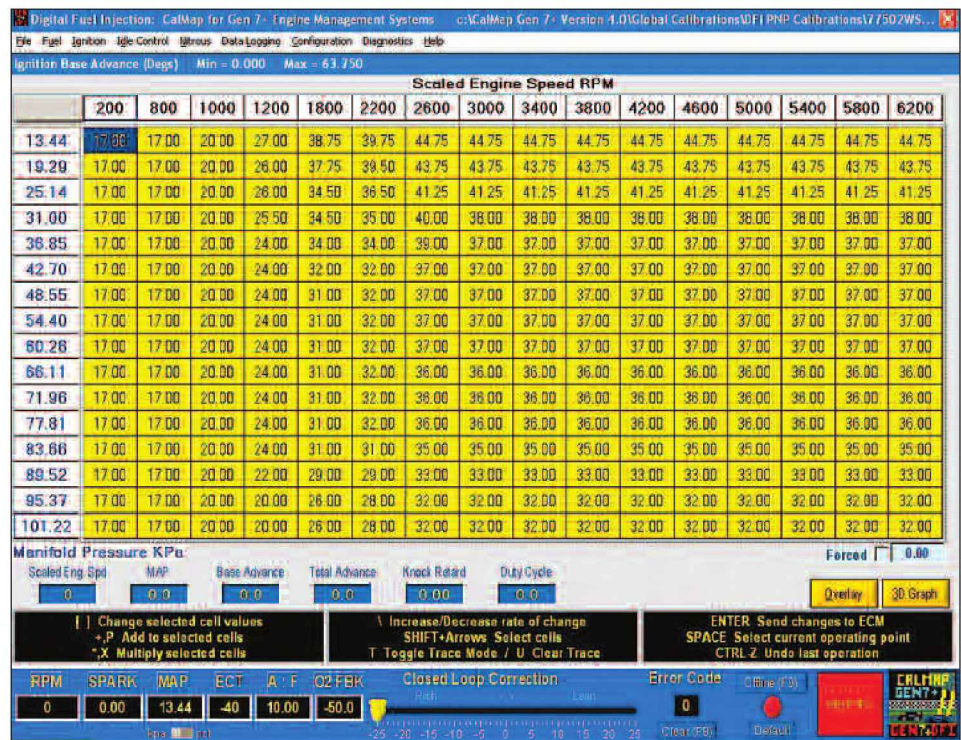 Digital Fuel Injection: CalMap for Gen 7+ Engine Management Systems c:\CalMap Gen 7+ Version 4.0\Global Calibrations\DFI PNP Calibrations\77502WS...
File Fuel Ignition Idle Control Nitrous Data Logging Configuration Diagnostics Help
Ignition Base Advance (Degs) Min = 0.000 Max = 63.750
Scaled Engine Speed RPM
200 800 1000 1200 1800 2200 2600 3000 3400 3800 4200 4600 5000 5400 5800 6200
13.44 17.00 17.00 20.00 27.00 38.75 39.75 44.75 44.75 44.75 44.75 44.75 44.75 44.75 44.75 44.75 44.75
19.29 17.00 17.00 20.00 26.00 37.75 39.50 43.75 43.75 43.75 43.75 43.75 43.75 43.75 43.75 43.75 43.75
25.14 17.00 17.00 20.00 26.00 34.50 36.50 41.25 41.25 41.25 41.25 41.25 41.25 41.25 41.25 41.25 41.25
31.00 17.00 17.00 20.00 25.50 34.50 35.00 40.00 38.00 38.00 38.00 38.00 38.00 38.00 38.00 38.00 38.00
36.85 17.00 17.00 20.00 24.00 34.00 34.00 39.00 37.00 37.00 37.00 37.00 37.00 37.00 37.00 37.00 37.00
42.70 17.00 17.00 20.00 24.00 32.00 32.00 37.00 37.00 37.00 37.00 37.00 37.00 37.00 37.00 37.00 37.00
48.55 17.00 17.00 20.00 24.00 31.00 32.00 37.00 37.00 37.00 37.00 37.00 37.00 37.00 37.00 37.00 37.00
54.40 17.00 17.00 20.00 24.00 31.00 32.00 37.00 37.00 37.00 37.00 37.00 37.00 37.00 37.00 37.00 37.00
60.26 17.00 17.00 20.00 24.00 31.00 32.00 37.00 37.00 37.00 37.00 37.00 37.00 37.00 37.00 37.00 37.00
66.11 17.00 17.00 20.00 24.00 31.00 32.00 36.00 36.00 36.00 36.00 36.00 36.00 36.00 36.00 36.00 36.00
71.96 17.00 17.00 20.00 24.00 31.00 32.00 36.00 36.00 36.00 36.00 36.00 36.00 36.00 36.00 36.00 36.00
77.81 17.00 17.00 20.00 24.00 31.00 32.00 36.00 36.00 36.00 36.00 36.00 36.00 36.00 36.00 36.00 36.00
83.66 17.00 17.00 20.00 24.00 31.00 31.00 35.00 35.00 35.00 35.00 35.00 35.00 35.00 35.00 35.00 35.00
89.52 17.00 17.00 20.00 22.00 29.00 29.00 33.00 33.00 33.00 33.00 33.00 33.00 33.00 33.00 33.00 33.00
95.37 17.00 17.00 20.00 20.00 26.00 28.00 32.00 32.00 32.00 32.00 32.00 32.00 32.00 32.00 32.00 32.00
101.22 17.00 17.00 20.00 20.00 26.00 28.00 32.00 32.00 32.00 32.00 32.00 32.00 32.00 32.00 32.00 32.00
Manifold Pressure KPa Forced 0.00
Scaled Eng. Spd MAP Base Advance Total Advance Knock Retard Duty Cycle
0 0.0 0.0 0.0 0.00 0.0 Overlay 3D Graph
[ ] Change selected cell values \ Increase/Decrease rate of change ENTER Send changes to ECM
+,P Add to selected cells SHIFT+Arrows Select cells SPACE Select current operating point
*,X Multiply selected cells T Toggle Trace Mode / U Clear Trace CTRL-Z Undo last operation
RPM SPARK MAP ECT A : F O2 FBK Closed Loop Correction Error Code Offline (F9) CALMAP
Rich Lean GEN7+
0 0.00 13.44 -40 10.00 -50.0 0
kpa psi -25 -20 -15 -10 -5 0 5 10 15 20 25 Clear (F8) Default GEN7+DFI